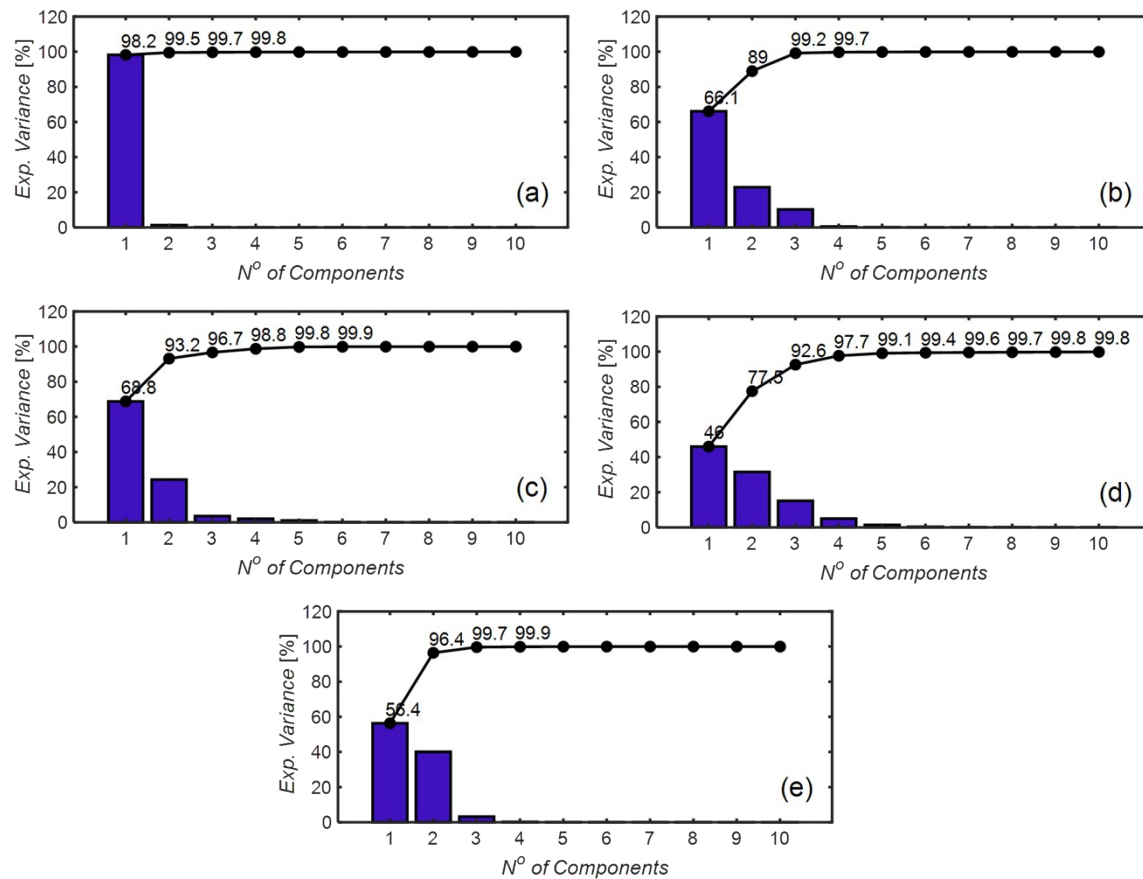 98.2 99.5 99.7 99.8
120
100
80
60
40
20
0
Exp. Variance [%]
(a)
1 2 3 4 5 6 7 8 9 10
Nº of Components
66.1 89 99.2 99.7
120
100
80
60
40
20
0
Exp. Variance [%]
(b)
1 2 3 4 5 6 7 8 9 10
Nº of Components
68.8 93.2 96.7 98.8 99.8 99.9
120
100
80
60
40
20
0
Exp. Variance [%]
(c)
1 2 3 4 5 6 7 8 9 10
Nº of Components
46 77.5 92.6 97.7 99.1 99.4 99.6 99.7 99.8 99.8
120
100
80
60
40
20
0
Exp. Variance [%]
(d)
1 2 3 4 5 6 7 8 9 10
Nº of Components
56.4 96.4 99.7 99.9
120
100
80
60
40
20
0
Exp. Variance [%]
(e)
1 2 3 4 5 6 7 8 9 10
Nº of Components